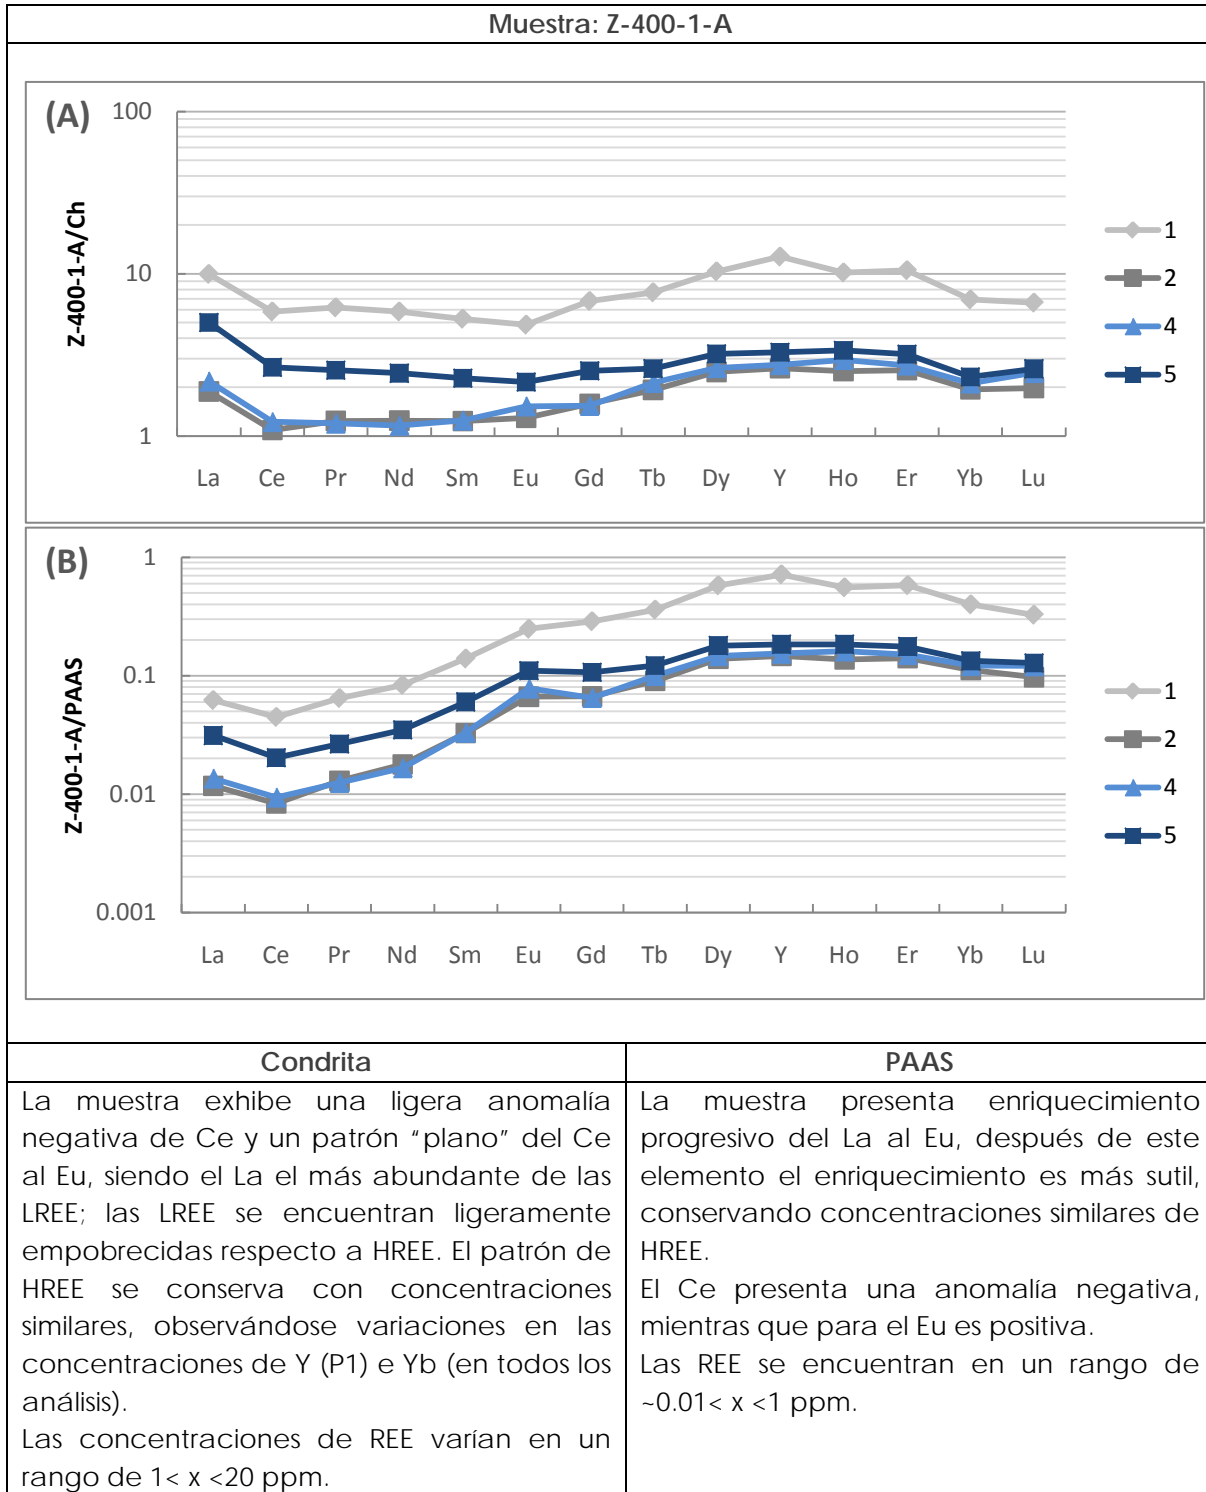 Muestra: Z-400-1-A
(A)
Z-400-1-A/Ch
100
10
1
La Ce Pr Nd Sm Eu Gd Tb Dy Y Ho Er Yb Lu
1
2
4
5
(B)
Z-400-1-A/PAAS
1
0.1
0.01
0.001
La Ce Pr Nd Sm Eu Gd Tb Dy Y Ho Er Yb Lu
1
2
4
5
Condrita
La muestra exhibe una ligera anomalía
negativa de Ce y un patrón “plano” del Ce
al Eu, siendo el La el más abundante de las
LREE; las LREE se encuentran ligeramente
empobrecidas respecto a HREE. El patrón de
HREE se conserva con concentraciones
similares, observándose variaciones en las
concentraciones de Y (P1) e Yb (en todos los
análisis).
Las concentraciones de REE varían en un
rango de 1< x <20 ppm.
PAAS
La muestra presenta enriquecimiento
progresivo del La al Eu, después de este
elemento el enriquecimiento es más sutil,
conservando concentraciones similares de
HREE.
El Ce presenta una anomalía negativa,
mientras que para el Eu es positiva.
Las REE se encuentran en un rango de
~0.01< x <1 ppm.